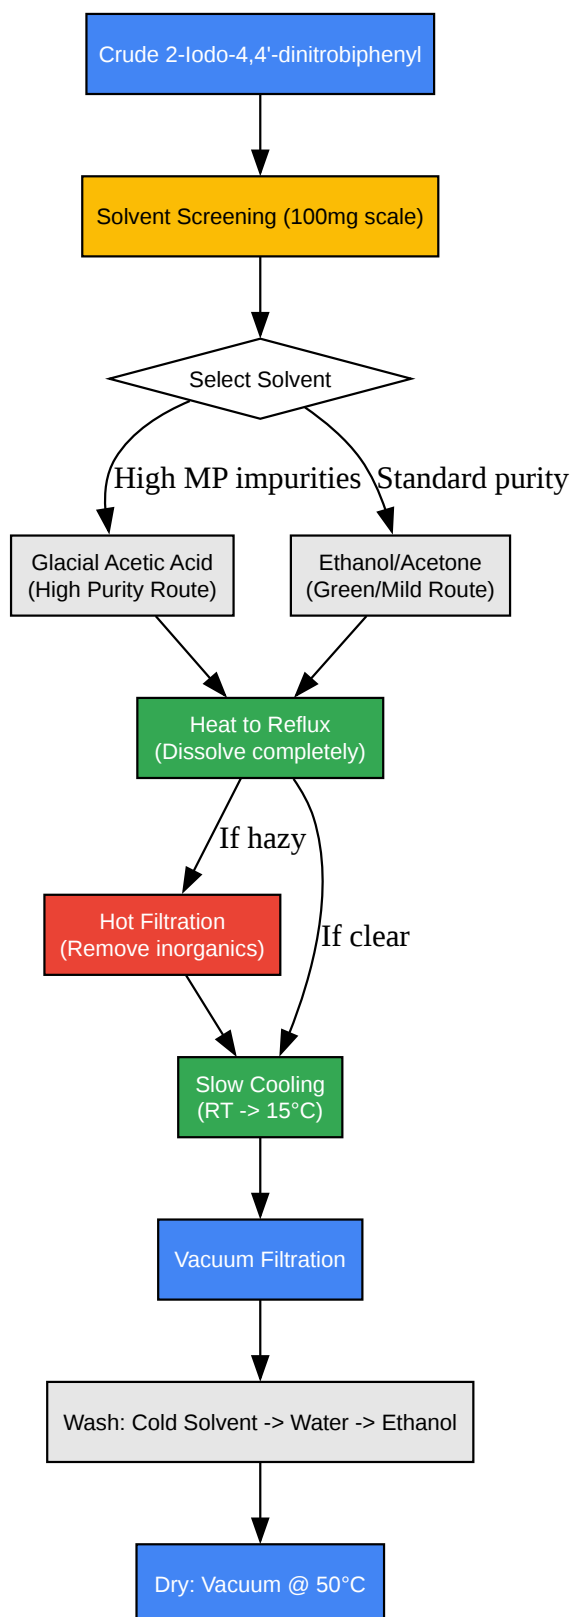 Crude 2-Iodo-4,4'-dinitrobiphenyl
Solvent Screening (100mg scale)
Select Solvent
High MP impurities
Standard purity
Glacial Acetic Acid
(High Purity Route)
Ethanol/Acetone
(Green/Mild Route)
Heat to Reflux
(Dissolve completely)
If hazy
Hot Filtration
(Remove inorganics)
If clear
Slow Cooling
(RT -> 15°C)
Vacuum Filtration
Wash: Cold Solvent -> Water -> Ethanol
Dry: Vacuum @ 50°C